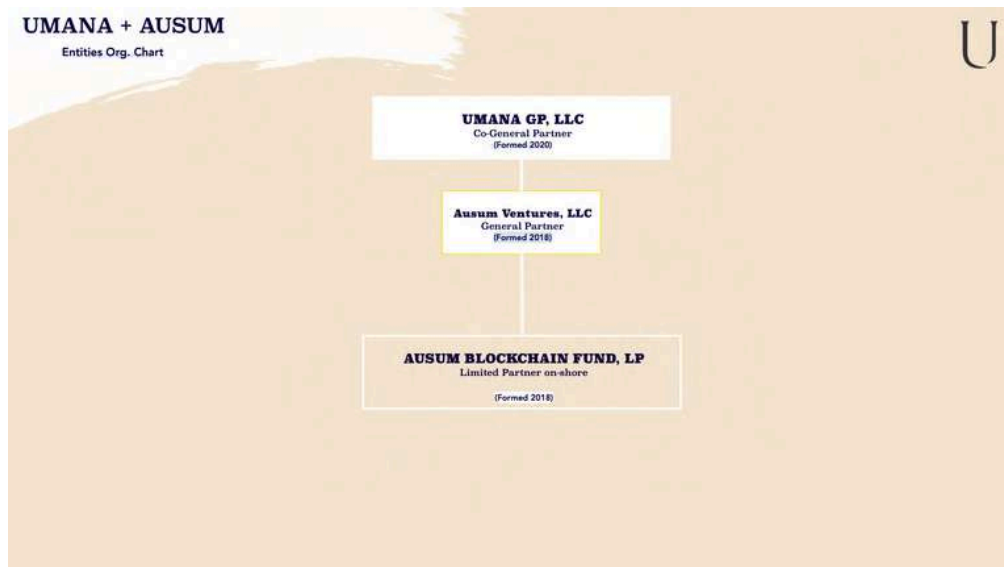 UMANA + AUSUM
Entities Org. Chart
U
UMANA GP, LLC
Co-General Partner
(Formed 2020)
Ausum Ventures, LLC
General Partner
(Formed 2018)
AUSUM BLOCKCHAIN FUND, LP
Limited Partner on-shore
(Formed 2018)